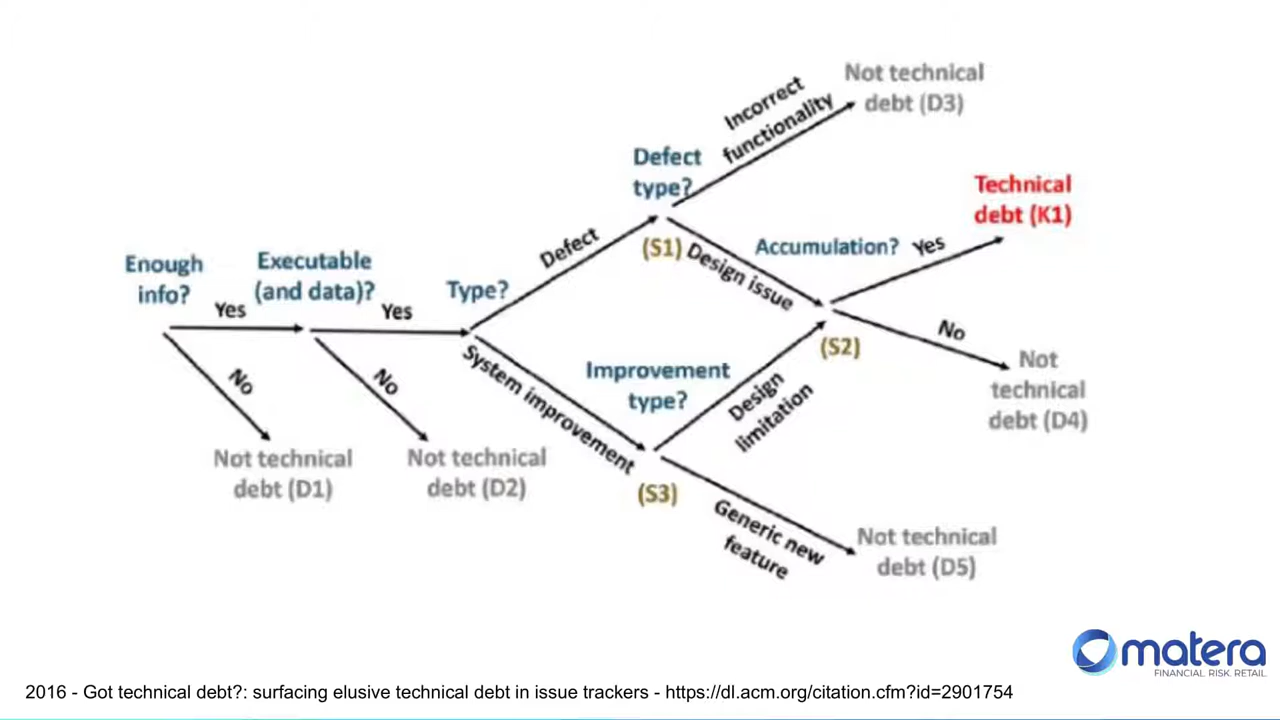 Enough
info?
Yes
No
Not technical
debt (D1)
Executable
(and data)?
Yes
No
Not technical
debt (D2)
Type?
Defect
System improvement
Defect
type?
(S1)
Incorrect
functionality
Not technical
debt (D3)
Design issue
Improvement
type?
(S3)
Design
limitation
Generic new
feature
Not technical
debt (D5)
Accumulation?
(S2)
Yes
Technical
debt (K1)
No
Not
technical
debt (D4)
matera
FINANCIAL. RISK. RETAIL
2016 - Got technical debt?: surfacing elusive technical debt in issue trackers - https://dl.acm.org/citation.cfm?id=2901754